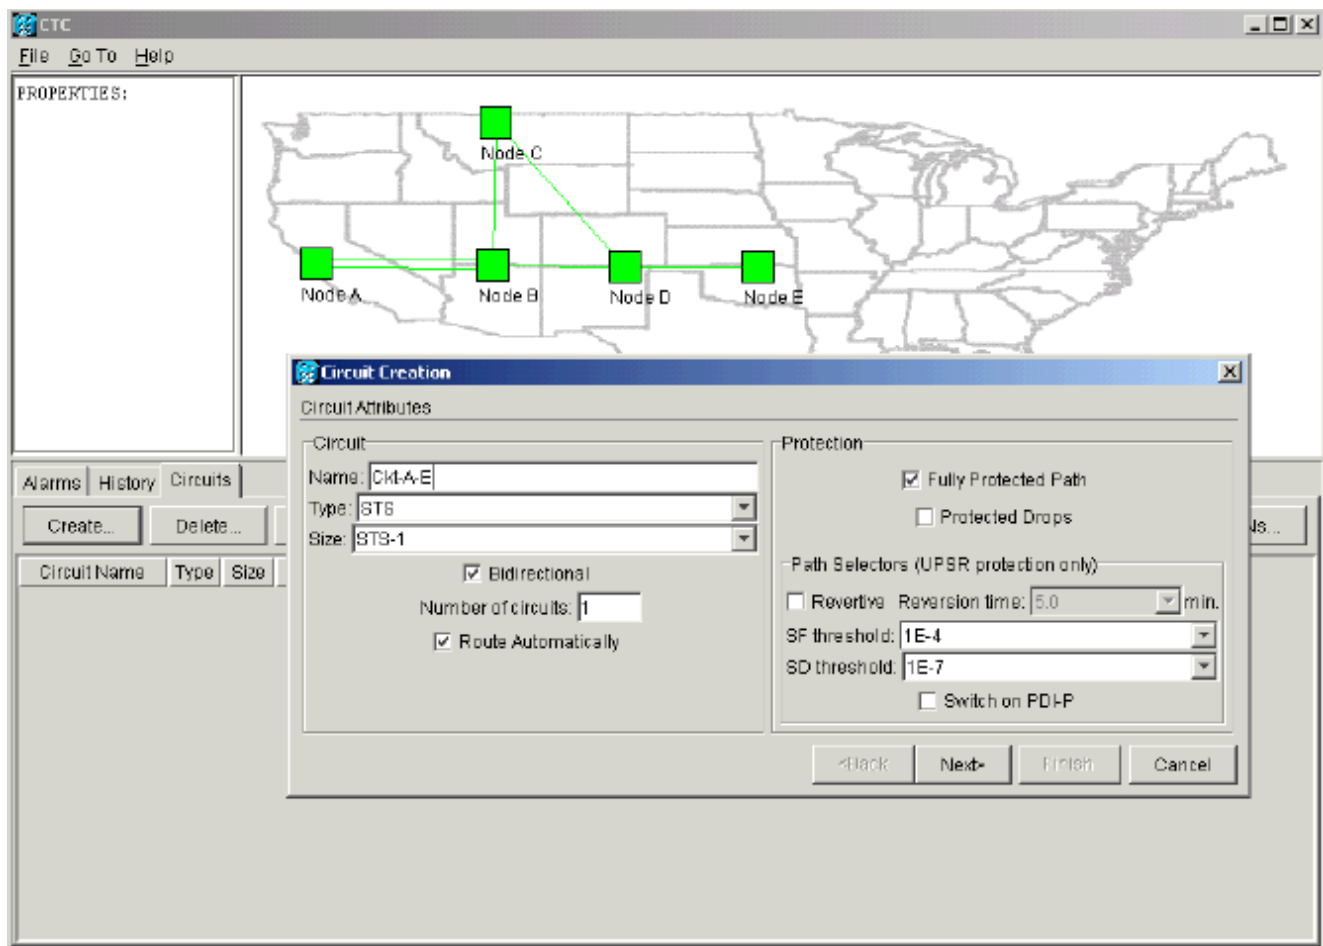 CTC
File Go To Help
PROPERTIES:
Node C
Node A
Node B
Node D
Node E
Circuit Creation
Circuit Attributes
Circuit
Name: Ckt-A-E
Type: STS
Size: STS-1
Bidirectional
Number of circuits: 1
Route Automatically
Protection
Fully Protected Path
Protected Drops
Path Selectors (UPSR protection only)
Revertive Reversion time: 5.0 min.
SF threshold: 1E-4
SD threshold: 1E-7
Switch on PDI-P
<Back Next> Finish Cancel
Alarms History Circuits
Create... Delete...
Circuit Name Type Size